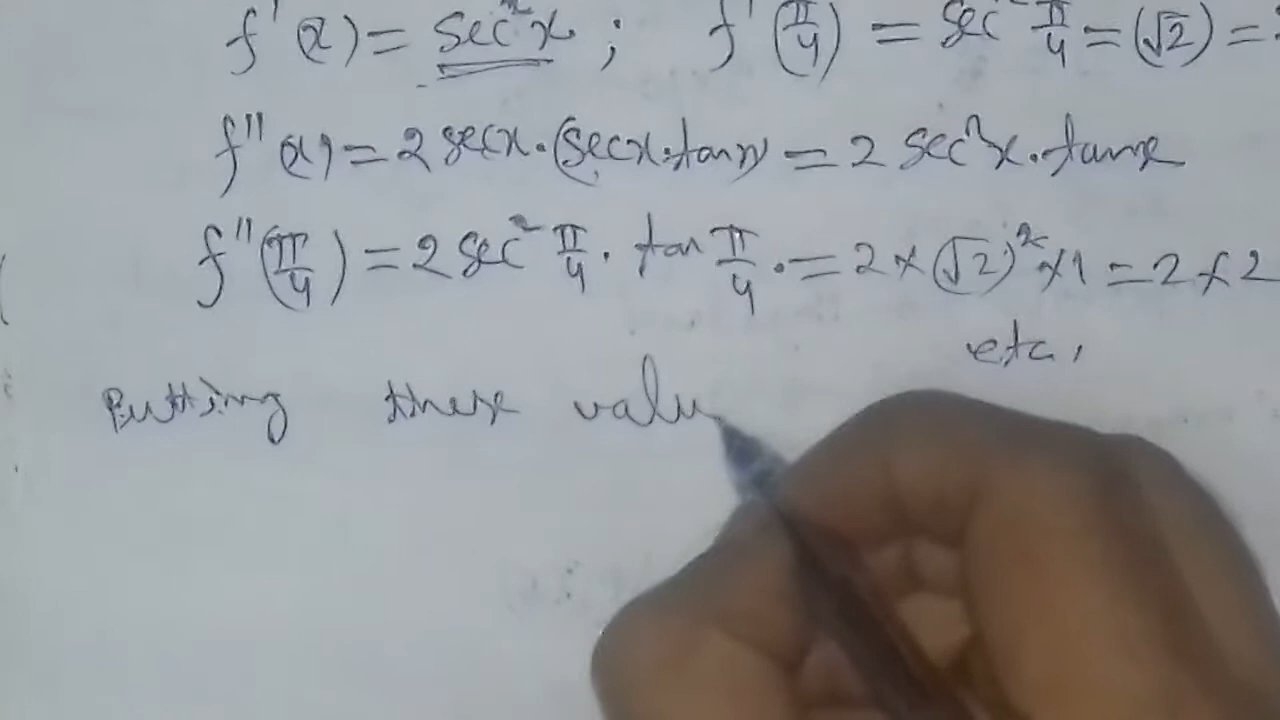 f'(x) = sec²x ; f'(π/4) = sec² π/4 = (√2) =
f''(x) = 2 secx · (secx·tanx) = 2 sec²x · tanx
f''(π/4) = 2 sec² π/4 · tan π/4 · = 2 × (√2)² × 1 = 2 × 2
etc,
Putting these valu